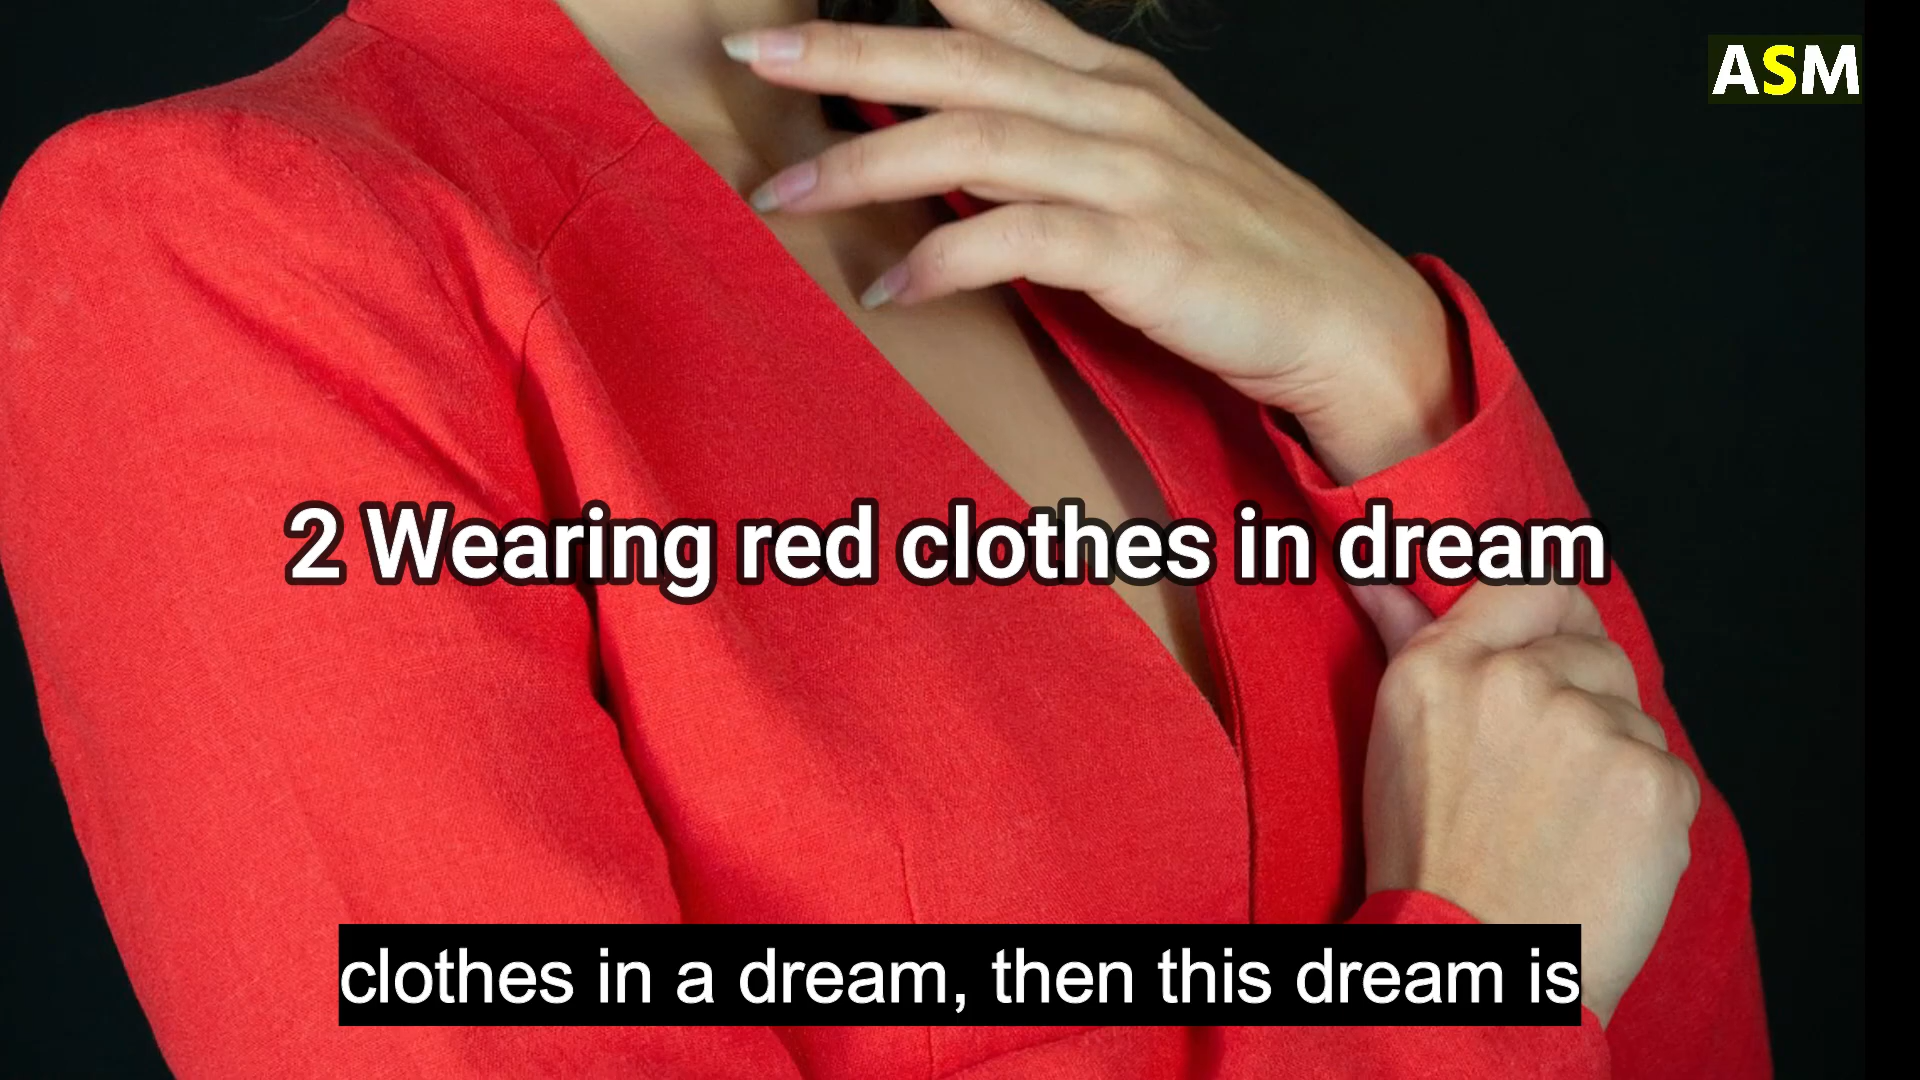 ASM
2 Wearing red clothes in dream
clothes in a dream, then this dream is